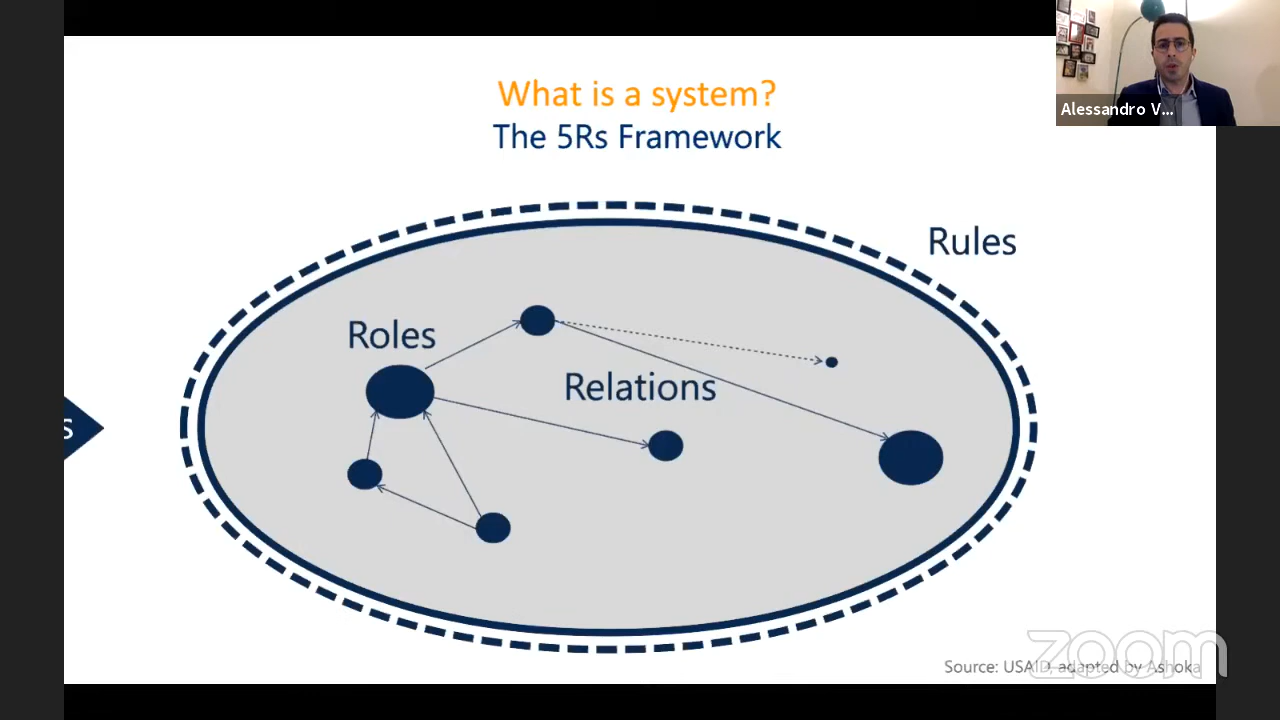 What is a system?
The 5Rs Framework
Alessandro V...
Rules
Roles
Relations
s
zoom
Source: USAID, adapted by Ashoka